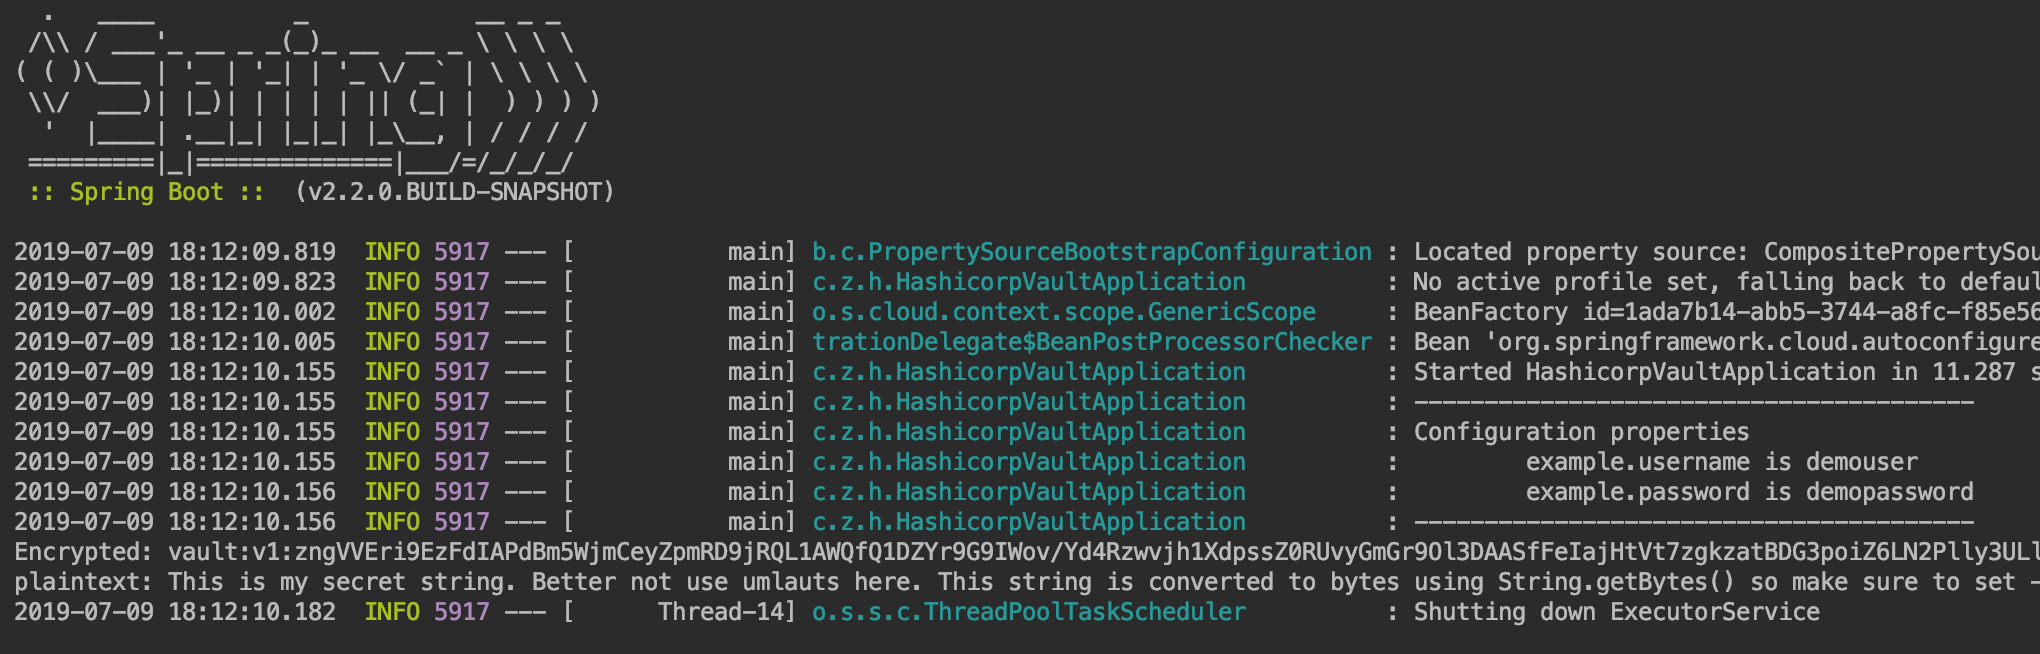 .   ____          _            __ _ _
 /\\ / ___'_ __ _ _(_)_ __  __ _ \ \ \ \
( ( )\___ | '_ | '_| | '_ \/ _` | \ \ \ \
 \\/  ___)| |_)| | | | | || (_| |  ) ) ) )
  '  |____| .__|_| |_|_| |_\__, | / / / /
 =========|_|==============|___/=/_/_/_/
 :: Spring Boot ::  (v2.2.0.BUILD-SNAPSHOT)
2019-07-09 18:12:09.819  INFO 5917 --- [           main] b.c.PropertySourceBootstrapConfiguration : Located property source: CompositePropertySou
2019-07-09 18:12:09.823  INFO 5917 --- [           main] c.z.h.HashicorpVaultApplication          : No active profile set, falling back to defaul
2019-07-09 18:12:10.002  INFO 5917 --- [           main] o.s.cloud.context.scope.GenericScope     : BeanFactory id=1ada7b14-abb5-3744-a8fc-f85e56
2019-07-09 18:12:10.005  INFO 5917 --- [           main] trationDelegate$BeanPostProcessorChecker : Bean 'org.springframework.cloud.autoconfigure
2019-07-09 18:12:10.155  INFO 5917 --- [           main] c.z.h.HashicorpVaultApplication          : Started HashicorpVaultApplication in 11.287 s
2019-07-09 18:12:10.155  INFO 5917 --- [           main] c.z.h.HashicorpVaultApplication          : ----------------------------------------
2019-07-09 18:12:10.155  INFO 5917 --- [           main] c.z.h.HashicorpVaultApplication          : Configuration properties
2019-07-09 18:12:10.155  INFO 5917 --- [           main] c.z.h.HashicorpVaultApplication          :         example.username is demouser
2019-07-09 18:12:10.156  INFO 5917 --- [           main] c.z.h.HashicorpVaultApplication          :         example.password is demopassword
2019-07-09 18:12:10.156  INFO 5917 --- [           main] c.z.h.HashicorpVaultApplication          : ----------------------------------------
Encrypted: vault:v1:zngVVEri9EzFdIAPdBm5WjmCeyZpmRD9jRQL1AWQfQ1DZYr9G9IWov/Yd4Rzwvjh1XdpssZ0RUvyGmGr9Ol3DAASfFeIajHtVt7zgkzatBDG3poiZ6LN2Plly3ULl
plaintext: This is my secret string. Better not use umlauts here. This string is converted to bytes using String.getBytes() so make sure to set -
2019-07-09 18:12:10.182  INFO 5917 --- [      Thread-14] o.s.s.c.ThreadPoolTaskScheduler          : Shutting down ExecutorService